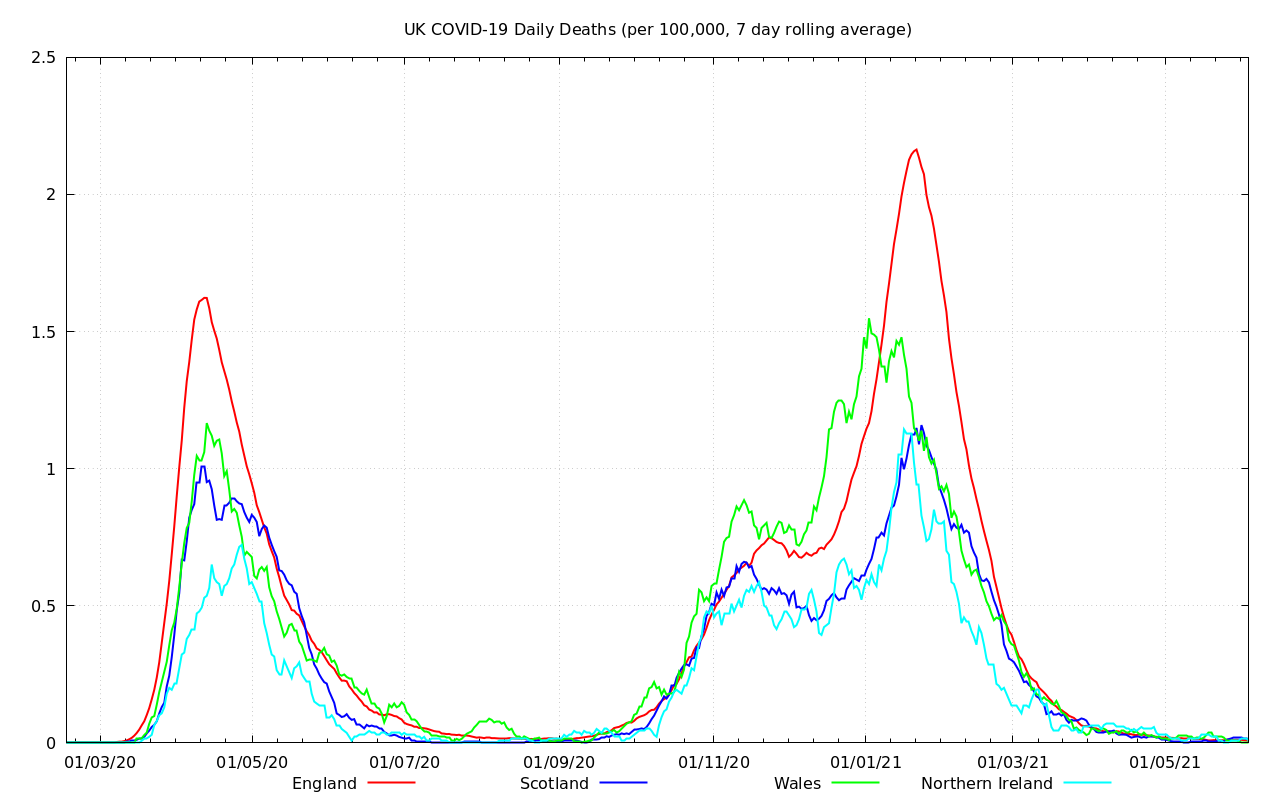 UK COVID-19 Daily Deaths (per 100,000, 7 day rolling average)
2.5
2
1.5
1
0.5
0
01/03/20 01/05/20 01/07/20 01/09/20 01/11/20 01/01/21 01/03/21 01/05/21
England Scotland Wales Northern Ireland